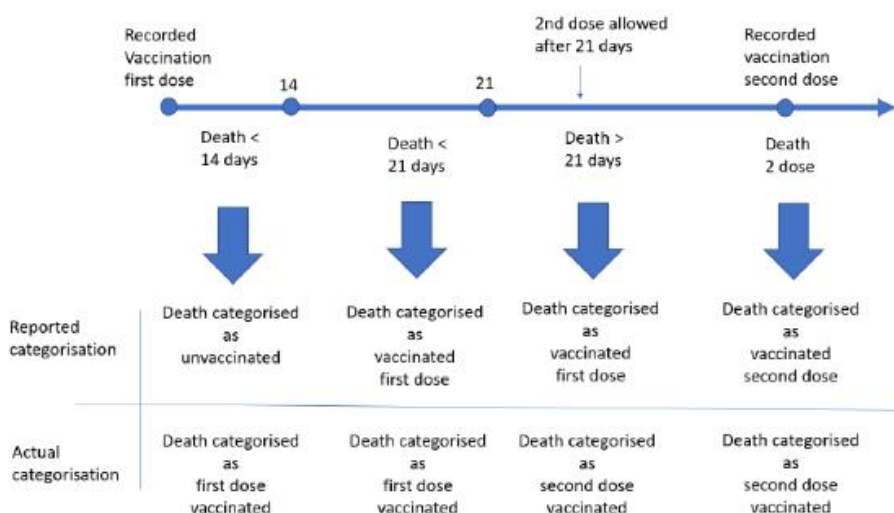 Recorded
Vaccination
first dose
2nd dose allowed
after 21 days
Recorded
vaccination
second dose
14
21
Death <
14 days
Death <
21 days
Death >
21 days
Death
2 dose
Reported
categorisation
Death categorised
as
unvaccinated
Death categorised
as
vaccinated
first dose
Death categorised
as
vaccinated
first dose
Death categorised
as
vaccinated
second dose
Actual
categorisation
Death categorised
as
first dose
vaccinated
Death categorised
as
first dose
vaccinated
Death categorised
as
second dose
vaccinated
Death categorised
as
second dose
vaccinated